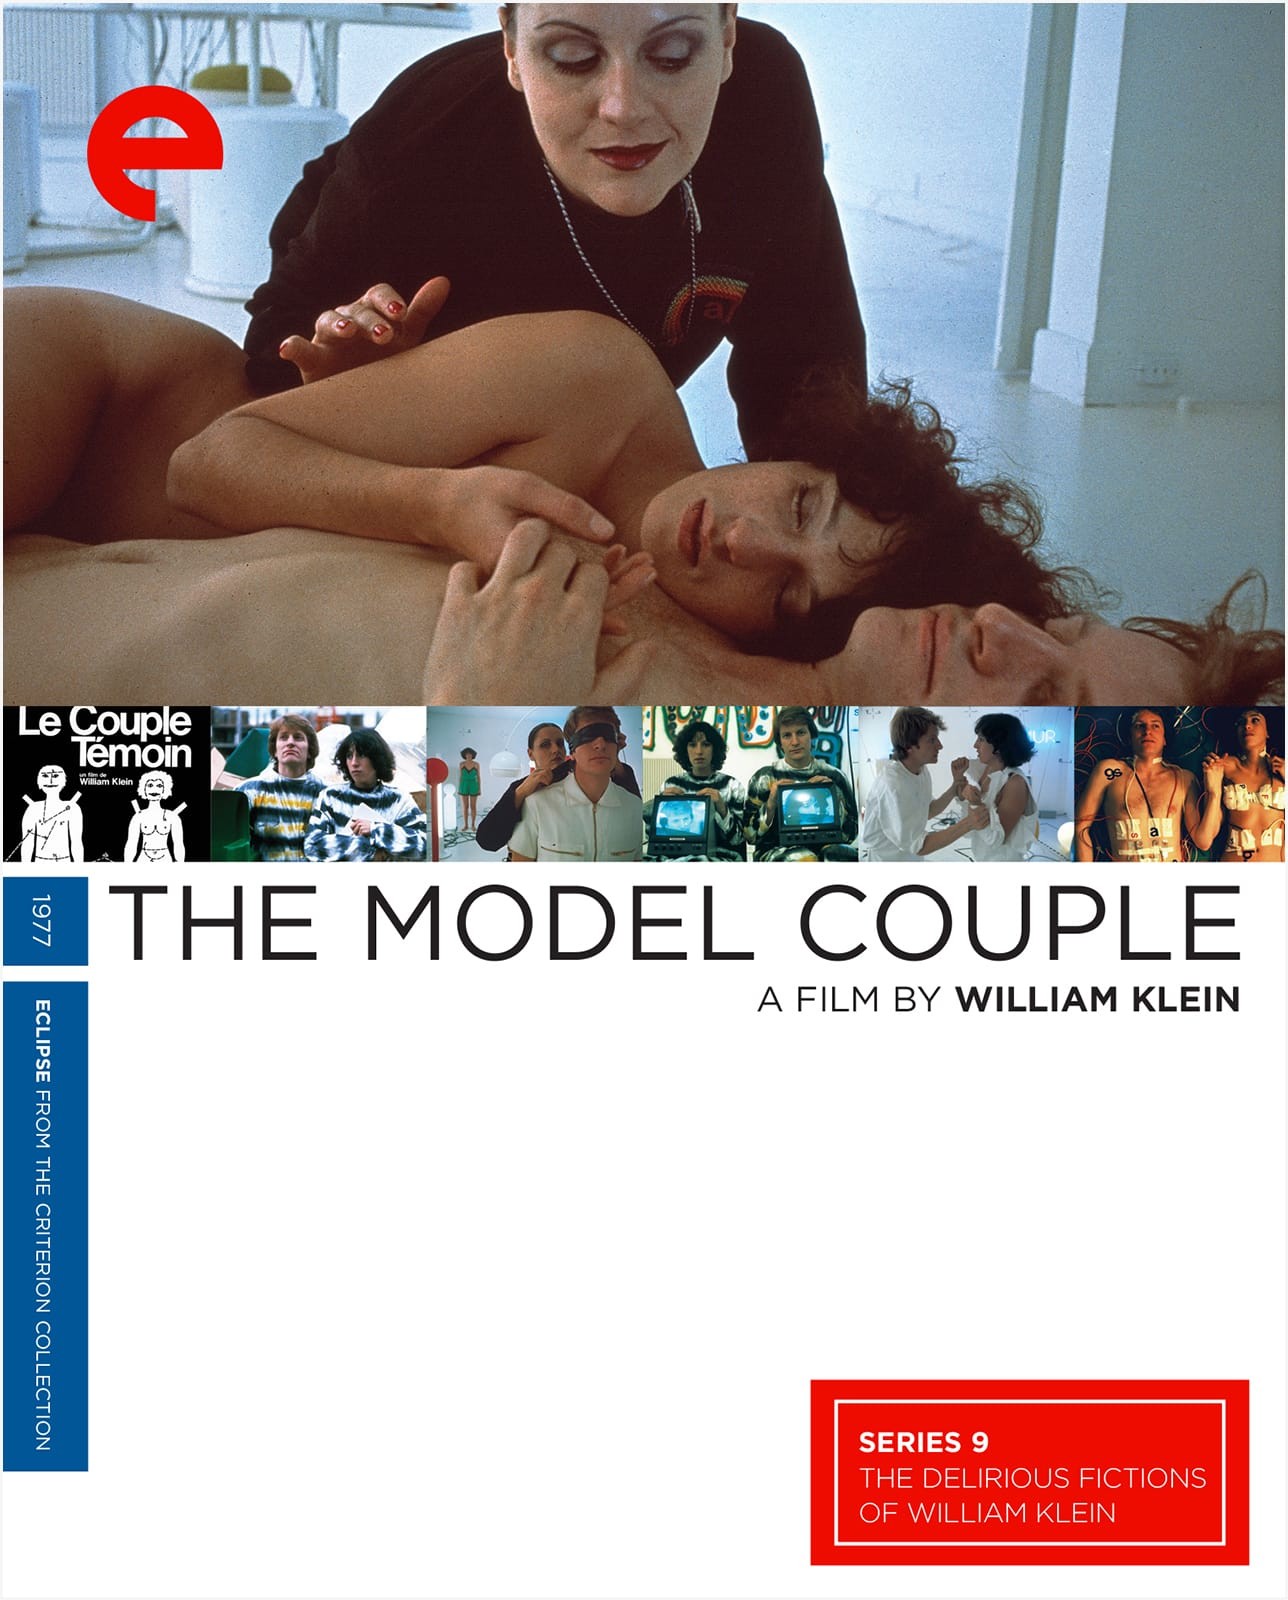 e
Le Couple
Témoin
un film de
William Klein
a
1977
THE MODEL COUPLE
A FILM BY WILLIAM KLEIN
ECLIPSE FROM THE CRITERION COLLECTION
SERIES 9
THE DELIRIOUS FICTIONS
OF WILLIAM KLEIN